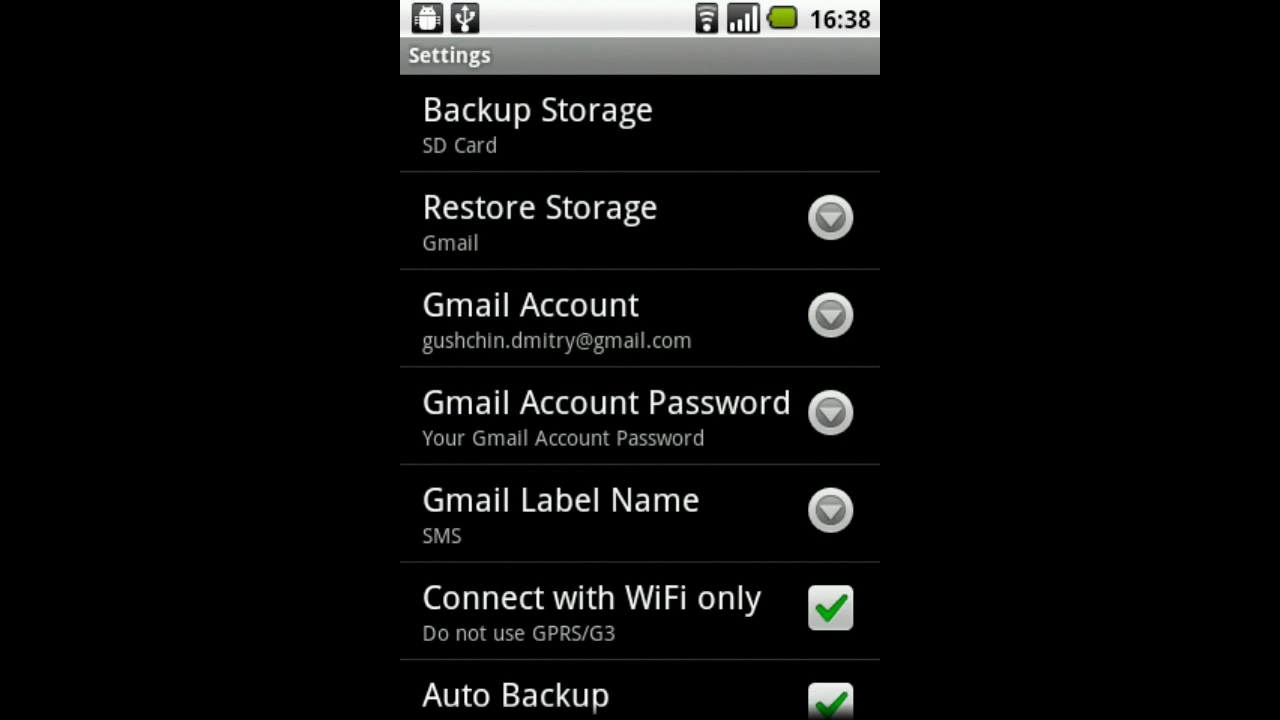 16:38
Settings
Backup Storage
SD Card
Restore Storage
Gmail
Gmail Account
gushchin.dmitry@gmail.com
Gmail Account Password
Your Gmail Account Password
Gmail Label Name
SMS
Connect with WiFi only
Do not use GPRS/G3
Auto Backup